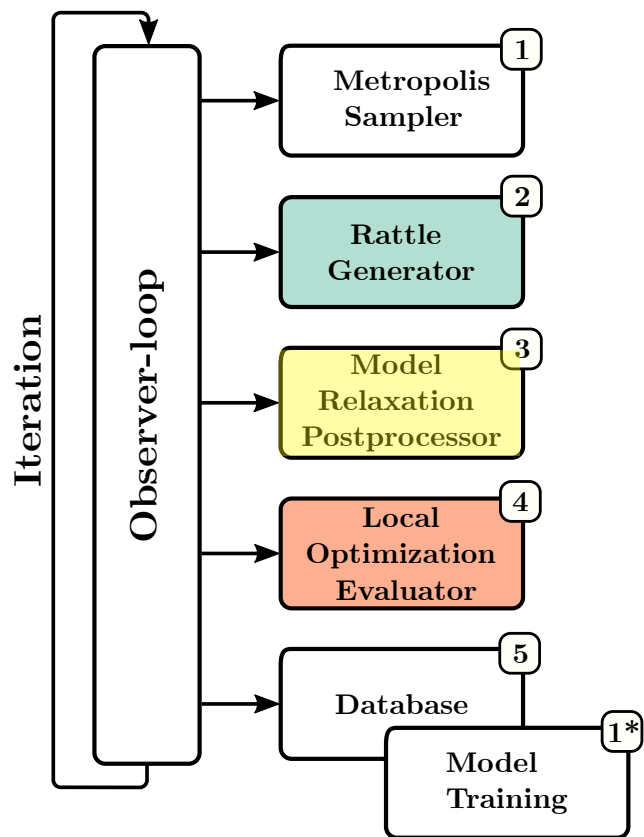 Iteration
Observer-loop
1
Metropolis
Sampler
2
Rattle
Generator
3
Model
Relaxation
Postprocessor
4
Local
Optimization
Evaluator
5
Database
1*
Model
Training